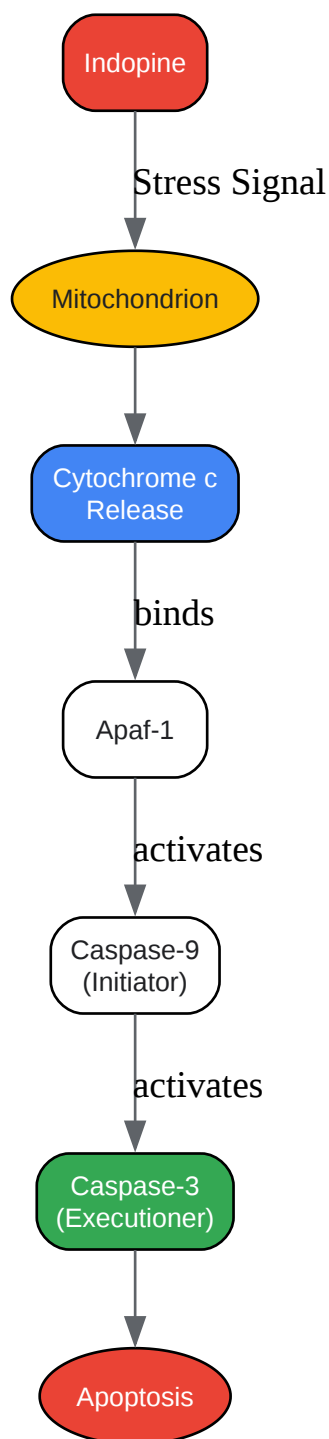 Indopine
Stress Signal
Mitochondrion
Cytochrome c
Release
binds
Apaf-1
activates
Caspase-9
(Initiator)
activates
Caspase-3
(Executioner)
Apoptosis